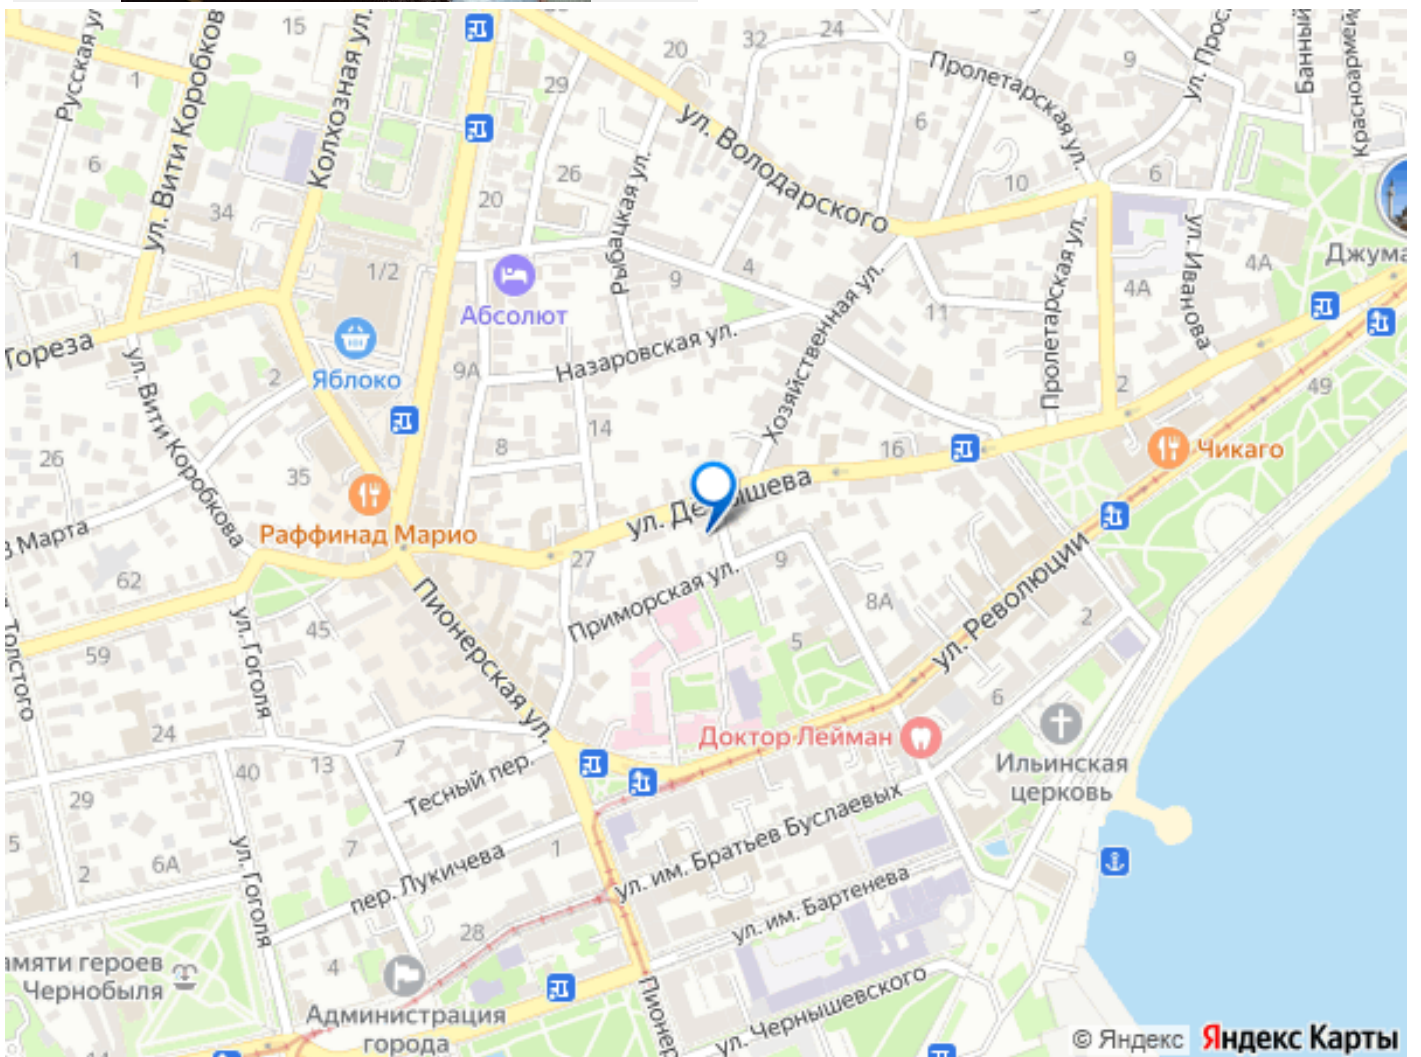 15
20
32
24
9
ул. Прос
Банный
Красноармей
Русская ул
1
ул. Вити Коробков
Колхозная ул.
29
Пролетарская ул.
6
6
ул. Володарского
26
20
Рыбацкая ул.
34
10
6
1
1/2
Абсолют
9
4
Пролетарская ул.
ул. Иванова
4А
4А
Джума
Тореза
Яблоко
2
9А
Назаровская ул.
Хозяйственная ул.
11
2
49
ул. Вити Коробкова
26
35
8
14
16
Чикаго
8 Марта
Раффинад Марио
ул. Де
ышева
62
27
Приморская ул.
9
8А
ул. Революции
2
Толстого
59
ул. Гоголя
45
Пионерская ул.
5
6
24
7
Доктор Лейман
Ильинская
церковь
40
13
Тесный пер.
29
5
2
6А
ул. Гоголя
7
пер. Лукичева
1
ул. им. Братьев Буслаевых
ул. им. Бартенева
28
амяти героев
Чернобыля
4
Администрация
города
Пионер
ул. Чернышевского
14
© Яндекс
Яндекс Карты